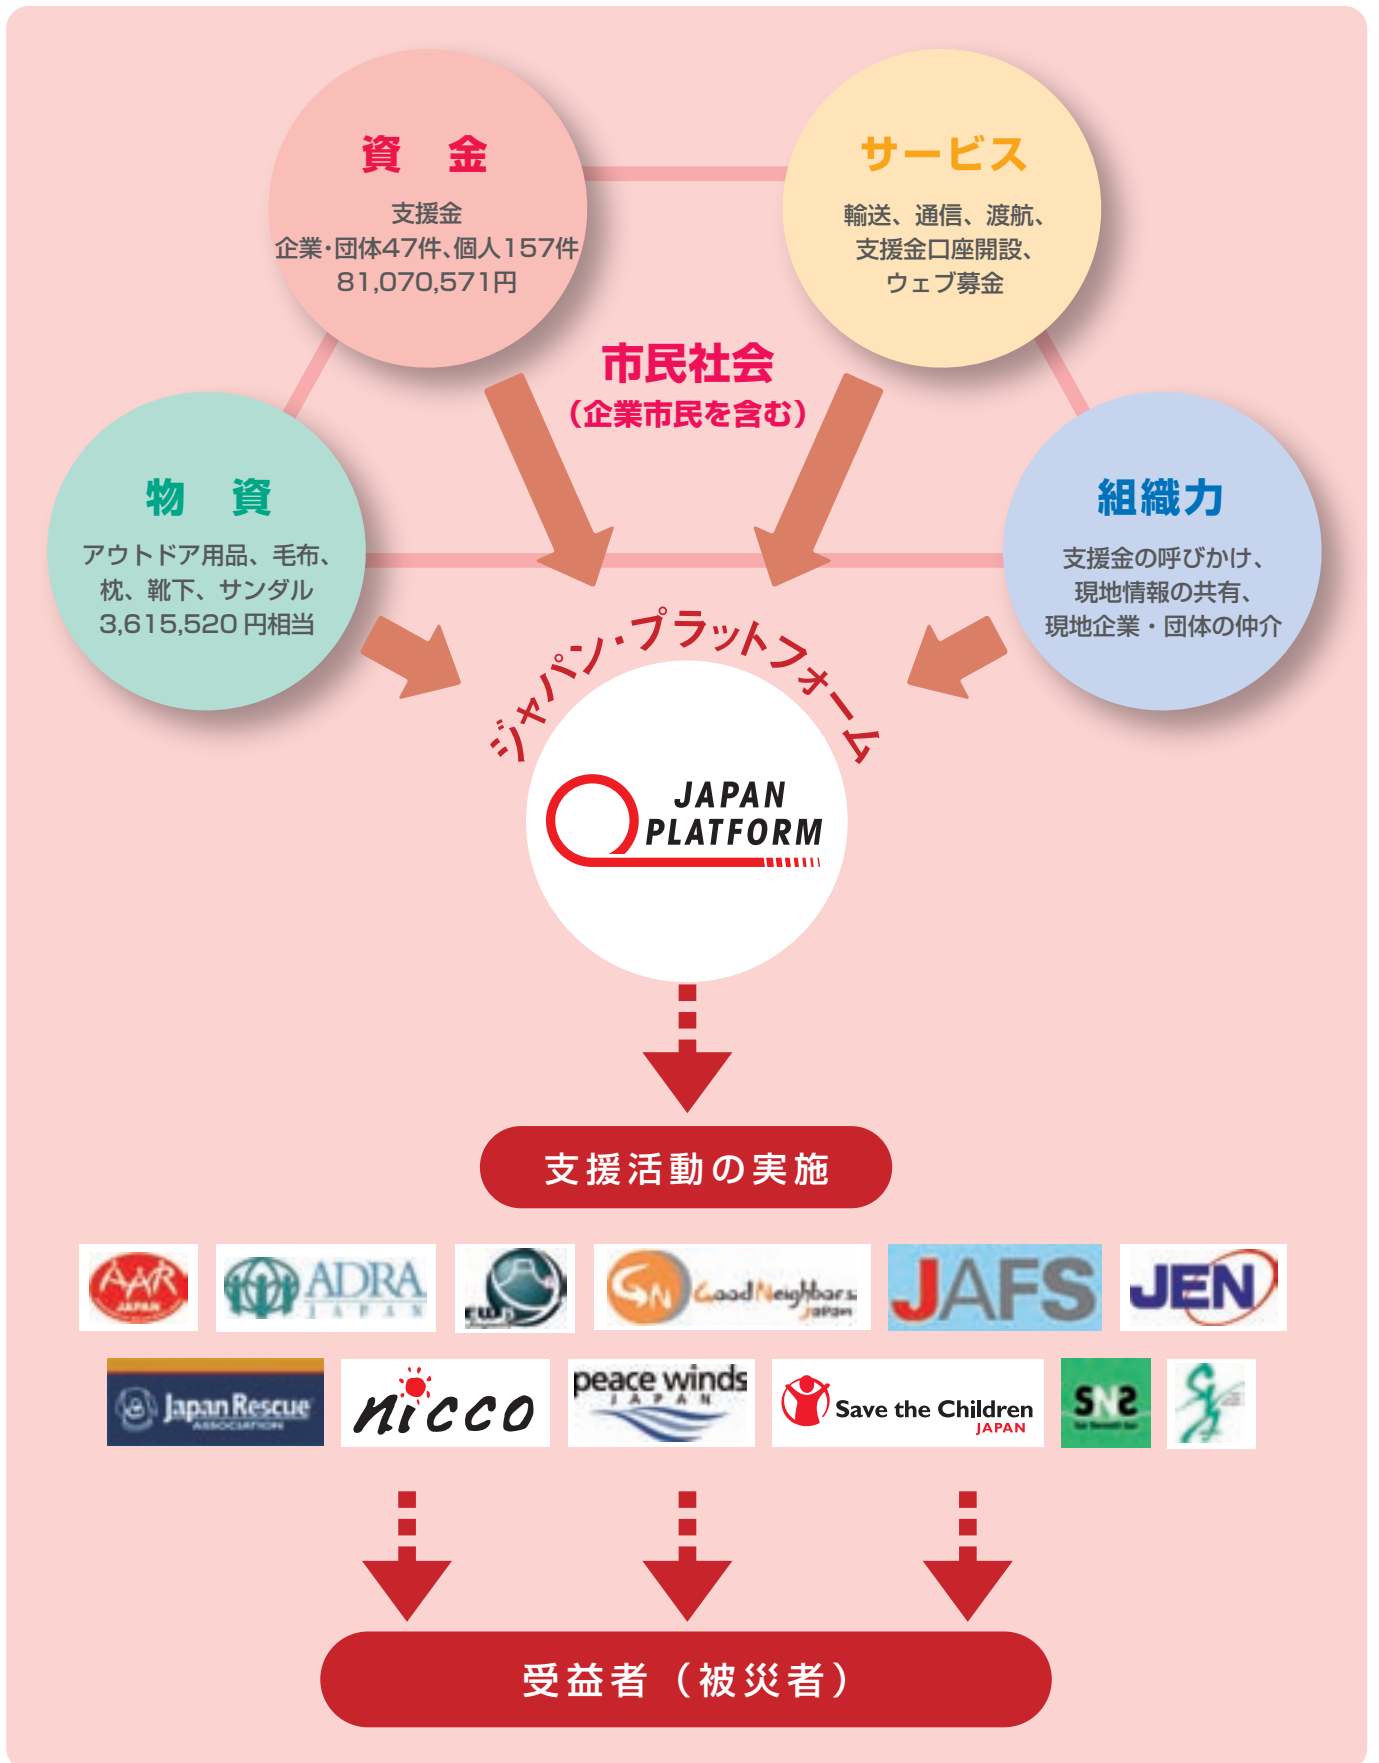 資 金
支援金
企業・団体47件、個人157件
81,070,571円
サービス
輸送、通信、渡航、
支援金口座開設、
ウェブ募金
市民社会
（企業市民を含む）
物 資
アウトドア用品、毛布、
枕、靴下、サンダル
3,615,520 円相当
組織力
支援金の呼びかけ、
現地情報の共有、
現地企業・団体の仲介
ジャパン・プラットフォーム
JAPAN
PLATFORM
支援活動の実施
AAR
JAPAN
ADRA
JAPAN
GN Good Neighbors
Japan
JAFS
JEN
Japan Rescue
ASSOCIATION
nicco
peace winds
JAPAN
Save the Children
JAPAN
SNS
受益者（被災者）